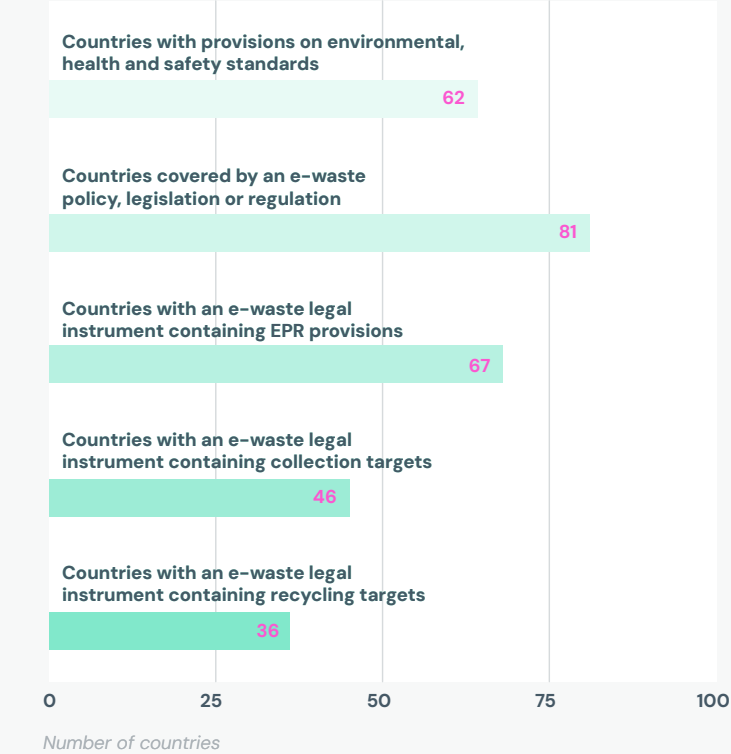 Countries with provisions on environmental,
health and safety standards
62
Countries covered by an e-waste
policy, legislation or regulation
81
Countries with an e-waste legal
instrument containing EPR provisions
67
Countries with an e-waste legal
instrument containing collection targets
46
Countries with an e-waste legal
instrument containing recycling targets
36
0 25 50 75 100
Number of countries